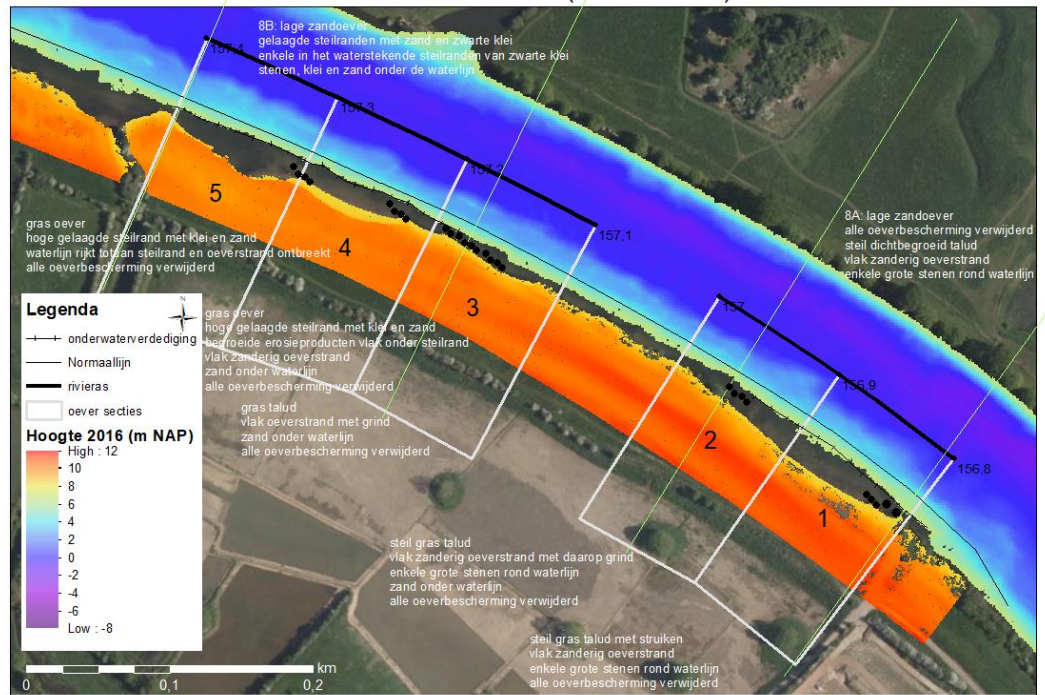 8B: lage zandoever
gelaagde steilranden met zand en zwarte klei
enkele in het waterstekende steilranden van zwarte klei
stenen, klei en zand onder de waterlijn
157,4
157,3
157,2
157,1
157
156,9
156,8
8A: lage zandoever
alle oeverbescherming verwijderd
steil dichtbegroeid talud
vlak zanderig oeverstrand
enkele grote stenen rond waterlijn
5
4
3
2
1
gras oever
hoge gelaagde steilrand met klei en zand
waterlijn rijkt totean steilrand en oeverstrand ontbreekt
alle oeverbescherming verwijderd
gras oever
hoge gelaagde steilrand met klei en zand
begroeide erosieproducten vlak onder steilrand
vlak zanderig oeverstrand
zand onder waterlijn
alle oeverbescherming verwijderd
gras talud
vlak oeverstrand met grind
zand onder waterlijn
alle oeverbescherming verwijderd
steil gras talud
vlak zanderig oeverstrand met daarop grind
enkele grote stenen rond waterlijn
zand onder waterlijn
alle oeverbescherming verwijderd
steil gras talud met struiken
vlak zanderig oeverstrand
enkele grote stenen rond waterlijn
alle oeverbescherming verwijderd
Legenda
N
onderwaterverdediging
Normaallijn
rivieras
oever secties
Hoogte 2016 (m NAP)
High : 12
10
8
6
4
2
0
-2
-4
-6
Low : -8
km
0
0,1
0,2